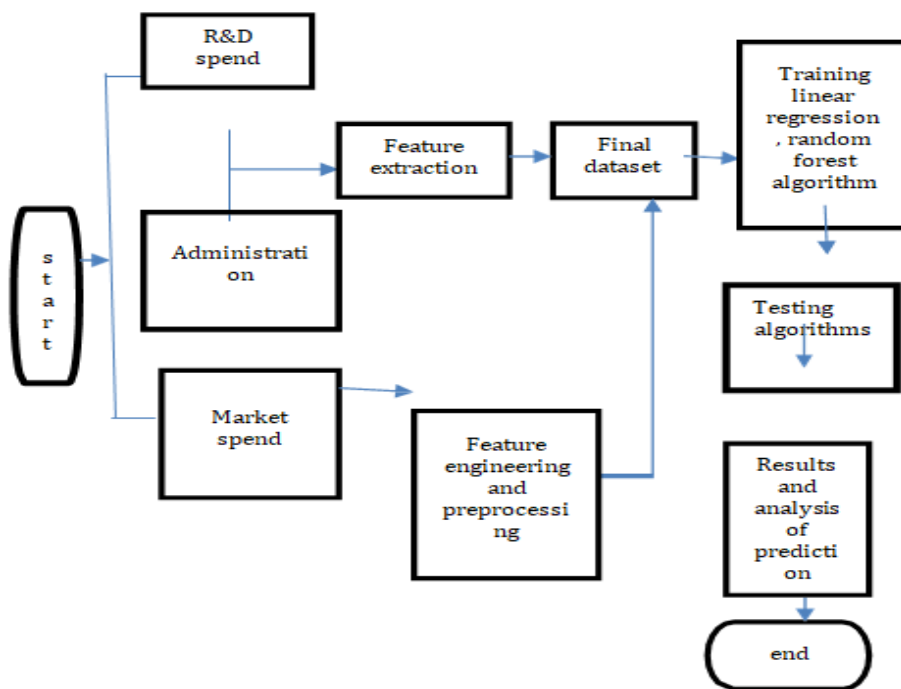 R&D
spend
Training
linear
regression
, random
forest
algorithm
Feature
extraction
Final
dataset
s
t
a
r
t
Administrati
on
Testing
algorithms
Market
spend
Feature
engineering
and
preprocessi
ng
Results
and
analysis
of
predicti
on
end